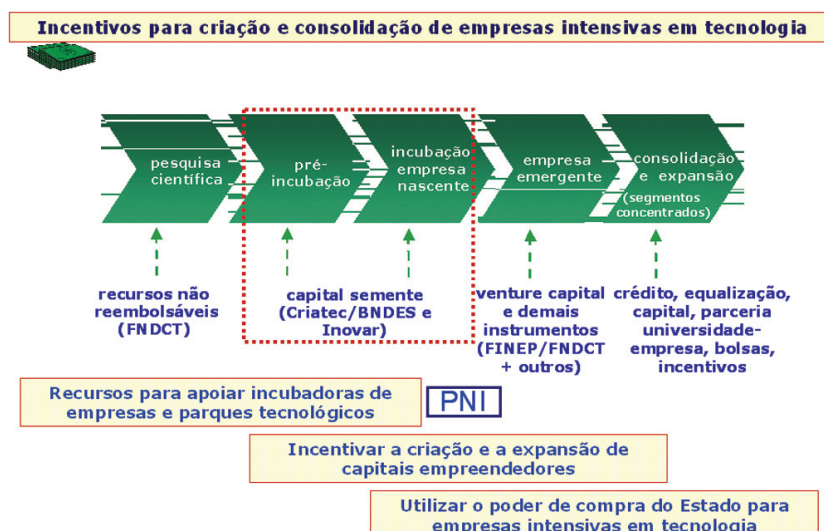 Incentivos para criação e consolidação de empresas intensivas em tecnologia
pesquisa
científica
pré-
incubação
incubação
empresa
nascente
empresa
emergente
consolidação
e expansão
(segmentos
concentrados)
recursos não
reembolsáveis
(FNDCT)
capital semente
(Criatec/BNDES e
Inovar)
venture capital
e demais
instrumentos
(FINEP/FNDCT
+ outros)
crédito, equalização,
capital, parceria
universidade-
empresa, bolsas,
incentivos
Recursos para apoiar incubadoras de
empresas e parques tecnológicos
PNI
Incentivar a criação e a expansão de
capitais empreendedores
Utilizar o poder de compra do Estado para
empresas intensivas em tecnologia